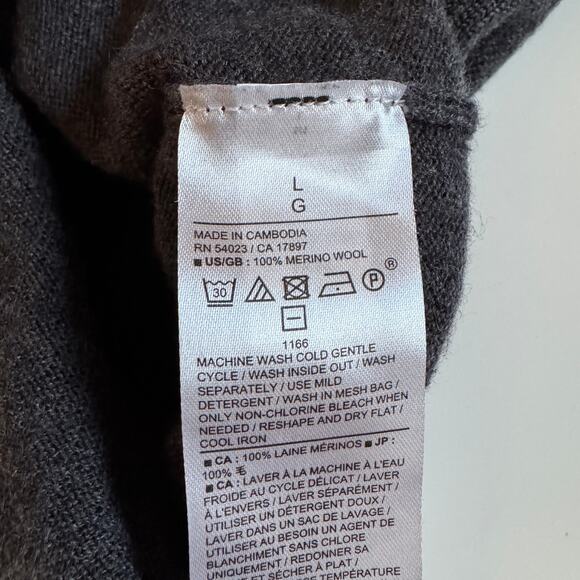 L
G
MADE IN CAMBODIA
RN 54023 / CA 17897
■ US/GB : 100% MERINO WOOL
30 P ®
1166
MACHINE WASH COLD GENTLE
CYCLE / WASH INSIDE OUT / WASH
SEPARATELY / USE MILD
DETERGENT / WASH IN MESH BAG /
ONLY NON-CHLORINE BLEACH WHEN
NEEDED / RESHAPE AND DRY FLAT /
COOL IRON
■ CA : 100% LAINE MÉRINOS ■ JP :
100% 毛
■ CA : LAVER À LA MACHINE À L'EAU
FROIDE AU CYCLE DÉLICAT / LAVER
À L'ENVERS / LAVER SÉPARÉMENT /
UTILISER UN DÉTERGENT DOUX /
LAVER DANS UN SAC DE LAVAGE /
AU BESOIN UTILISER UN AGENT DE
BLANCHIMENT SANS CHLORE
UNIQUEMENT / REDONNER SA
ET SÉCHER À PLAT /
TEMPÉRATURE